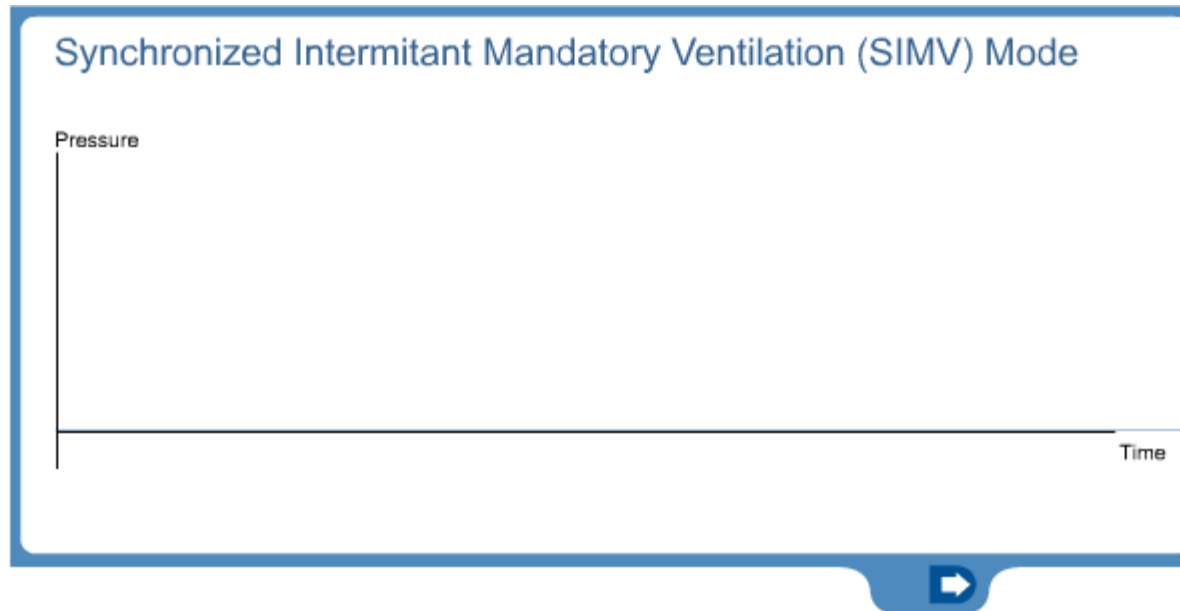 Synchronized Intermitant Mandatory Ventilation (SIMV) Mode
Pressure
Time